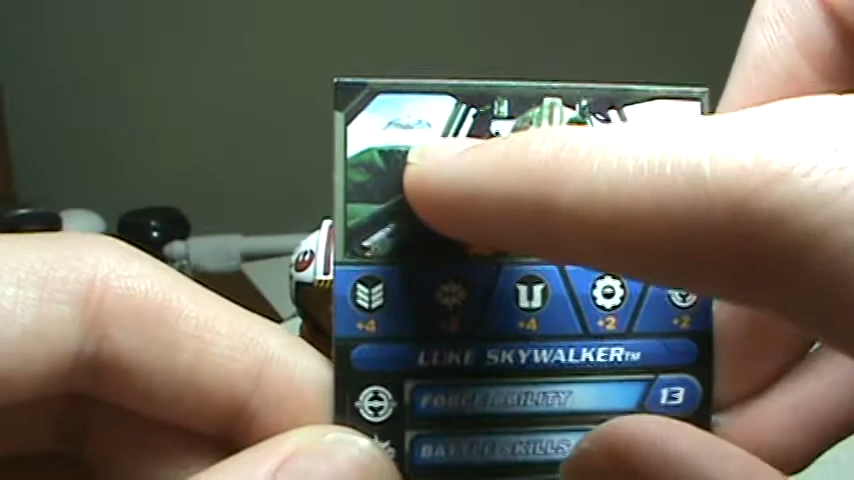 +4 +4 +2 +2
LUKE SKYWALKER™
FORCE ABILITY 13
BATTLE SKILLS